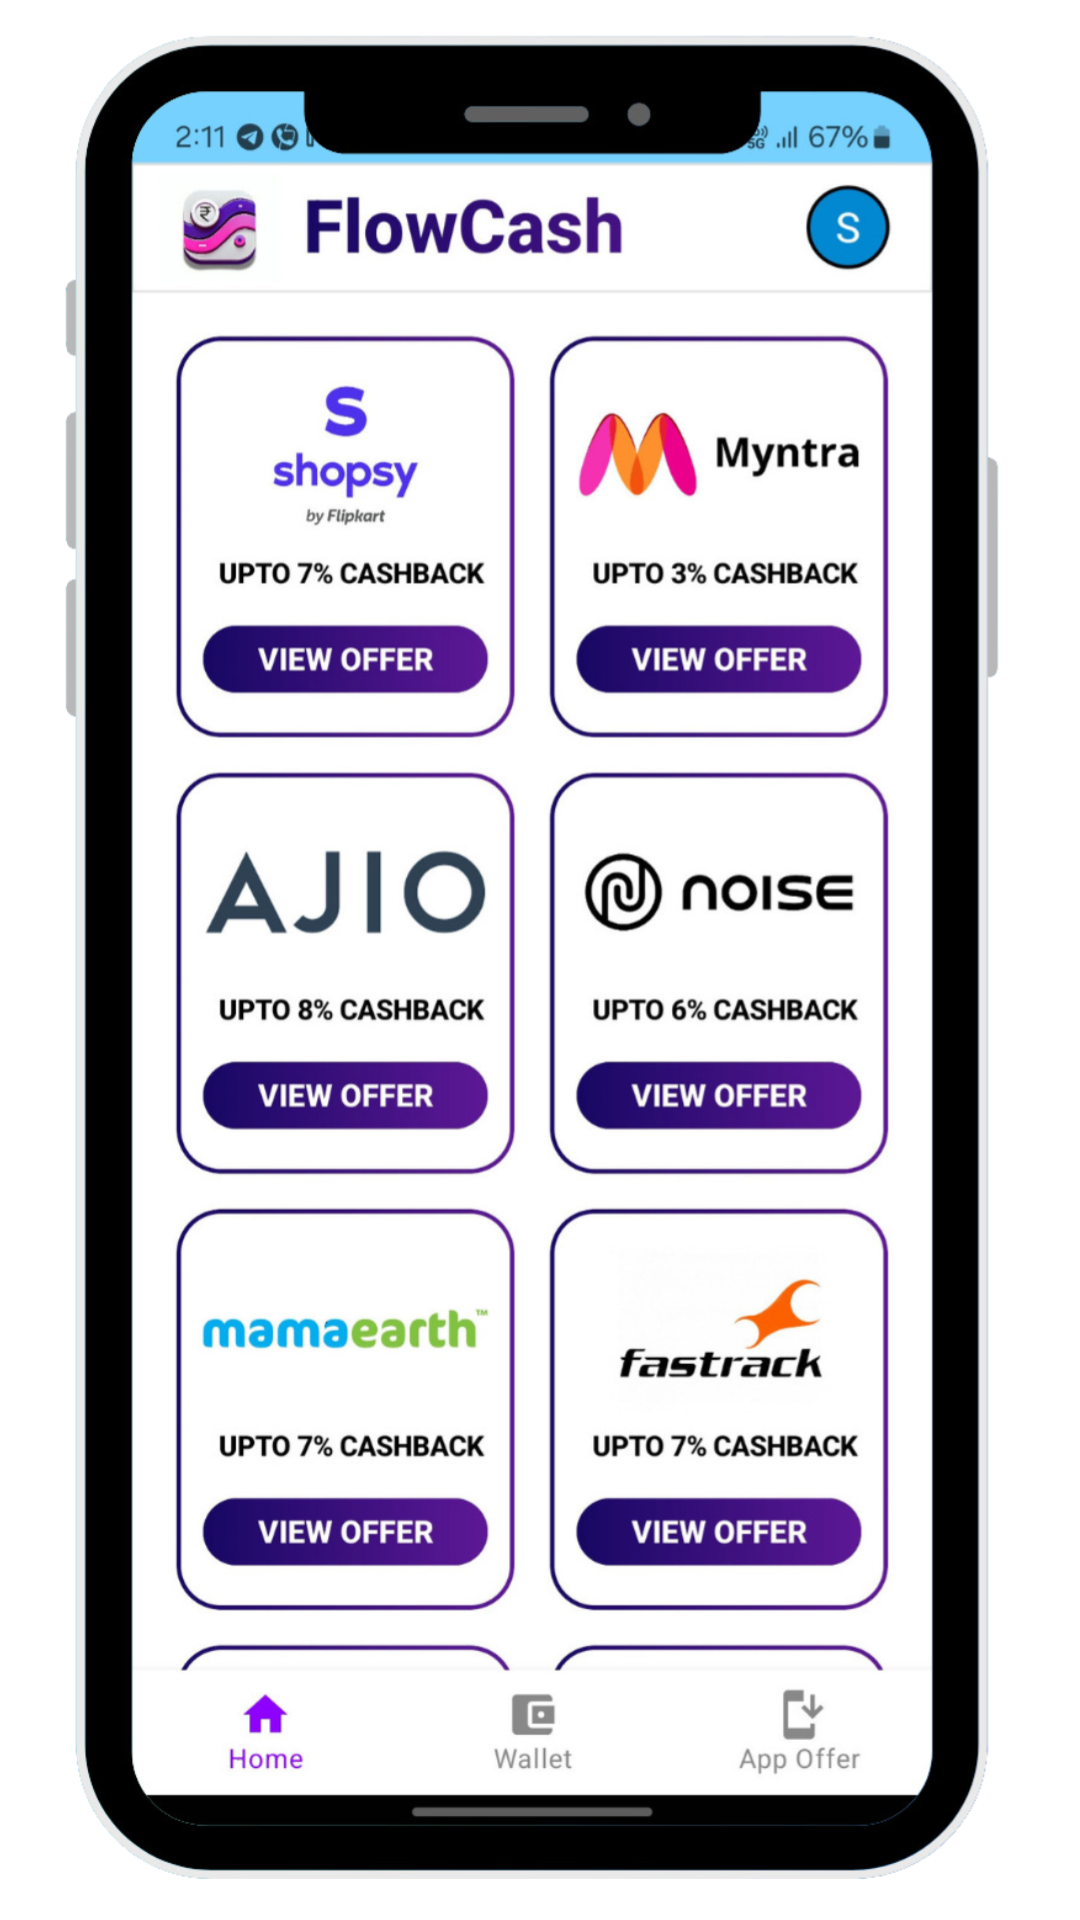 2:11
5G
67%
FlowCash
S
S
shopsy
by Flipkart
Myntra
UPTO 7% CASHBACK
UPTO 3% CASHBACK
VIEW OFFER
VIEW OFFER
AJIO
NOISE
UPTO 8% CASHBACK
UPTO 6% CASHBACK
VIEW OFFER
VIEW OFFER
mamaearth™
fastrack
UPTO 7% CASHBACK
UPTO 7% CASHBACK
VIEW OFFER
VIEW OFFER
Home
Wallet
App Offer